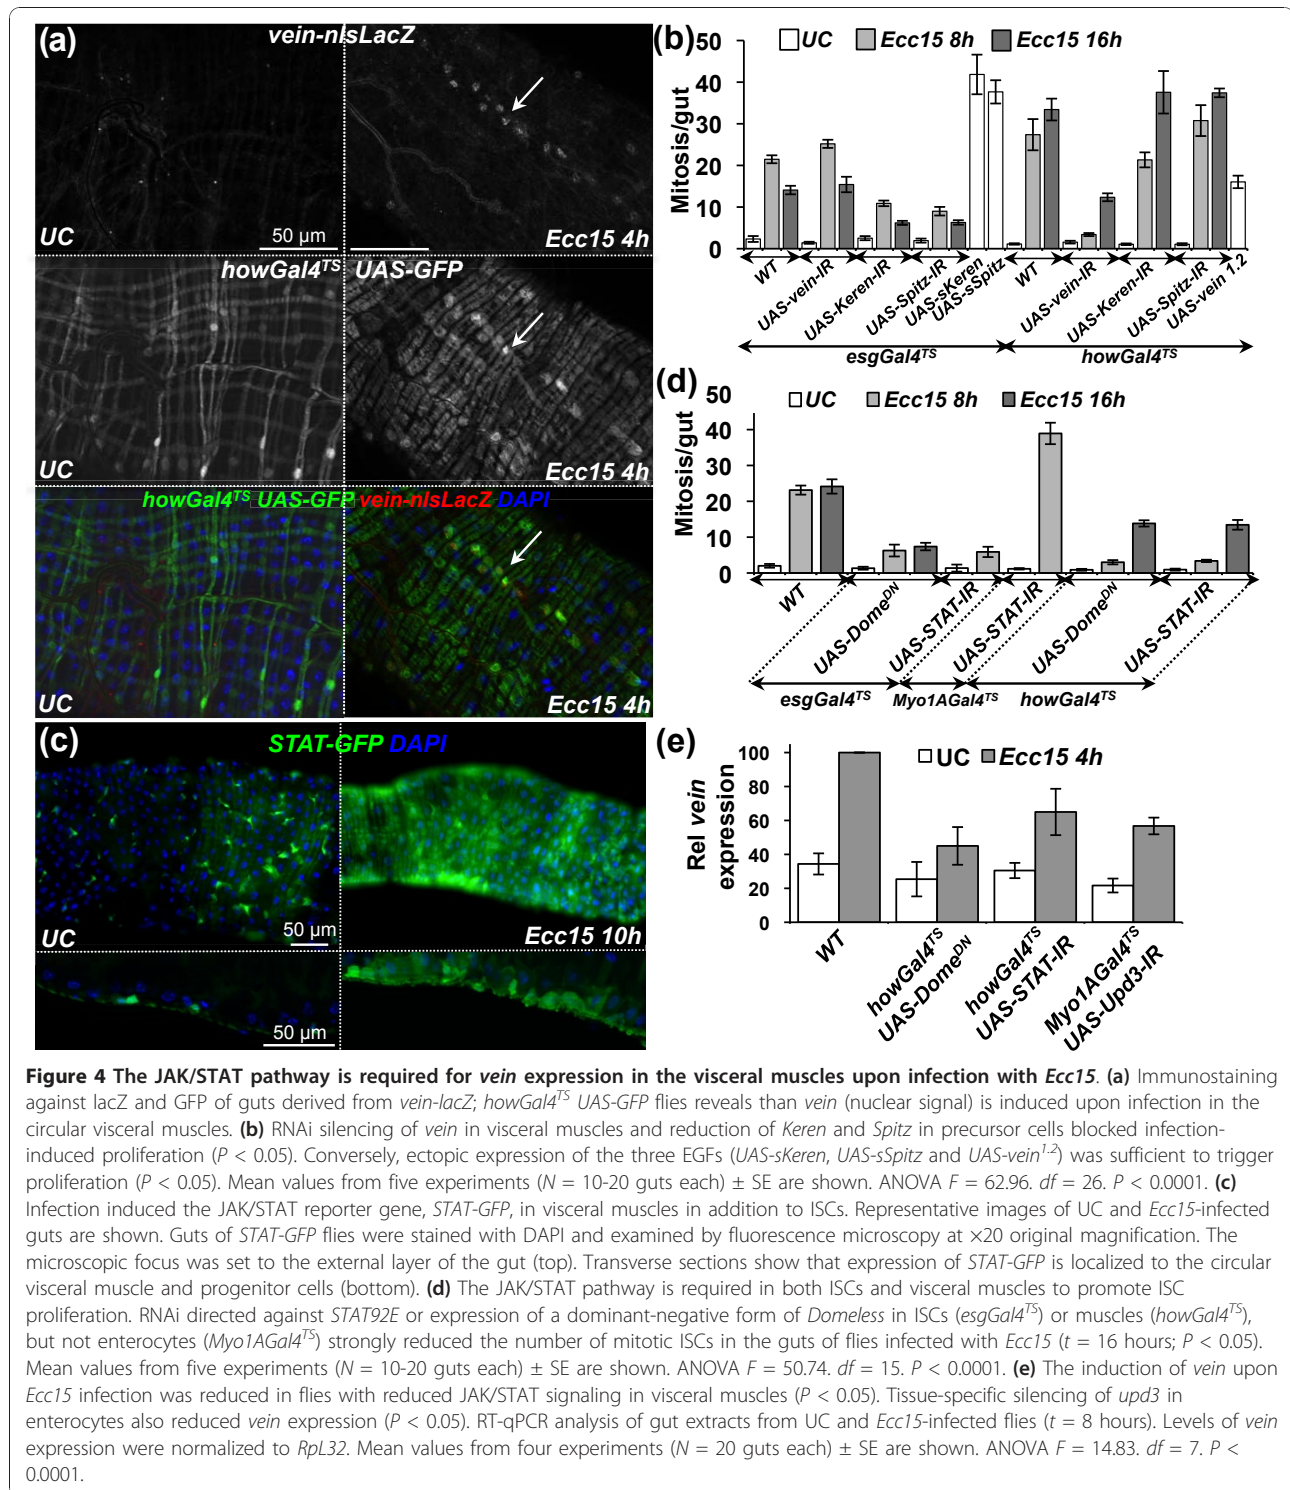 (a)
vein-nlsLacZ
UC
50 µm
Ecc15 4h
howGal4TS UAS-GFP
UC
Ecc15 4h
howGal4TS UAS-GFP vein-nlsLacZ DAPI
UC
Ecc15 4h
(b)
UC Ecc15 8h Ecc15 16h
Mitosis/gut
50
40
30
20
10
0
WT
UAS-vein-IR
UAS-Keren-IR
UAS-Spitz-IR
UAS-sKeren
UAS-sSpitz
WT
UAS-vein-IR
UAS-Keren-IR
UAS-Spitz-IR
UAS-vein 1.2
esgGal4TS
howGal4TS
(c)
STAT-GFP DAPI
UC
50 µm
Ecc15 10h
50 µm
(d)
UC Ecc15 8h Ecc15 16h
Mitosis/gut
50
40
30
20
10
0
WT
UAS-DomeDN
UAS-STAT-IR
UAS-STAT-IR
UAS-DomeDN
UAS-STAT-IR
esgGal4TS
Myo1AGal4TS
howGal4TS
(e)
UC Ecc15 4h
Rel vein
expression
100
80
60
40
20
0
WT
howGal4TS
UAS-DomeDN
howGal4TS
UAS-STAT-IR
Myo1AGal4TS
UAS-Upd3-IR
Figure 4 The JAK/STAT pathway is required for vein expression in the visceral muscles upon infection with Ecc15. (a) Immunostaining
against lacZ and GFP of guts derived from vein-lacZ; howGal4TS UAS-GFP flies reveals than vein (nuclear signal) is induced upon infection in the
circular visceral muscles. (b) RNAi silencing of vein in visceral muscles and reduction of Keren and Spitz in precursor cells blocked infection-
induced proliferation (P < 0.05). Conversely, ectopic expression of the three EGFs (UAS-sKeren, UAS-sSpitz and UAS-vein1.2) was sufficient to trigger
proliferation (P < 0.05). Mean values from five experiments (N = 10-20 guts each) ± SE are shown. ANOVA F = 62.96. df = 26. P < 0.0001. (c)
Infection induced the JAK/STAT reporter gene, STAT-GFP, in visceral muscles in addition to ISCs. Representative images of UC and Ecc15-infected
guts are shown. Guts of STAT-GFP flies were stained with DAPI and examined by fluorescence microscopy at ×20 original magnification. The
microscopic focus was set to the external layer of the gut (top). Transverse sections show that expression of STAT-GFP is localized to the circular
visceral muscle and progenitor cells (bottom). (d) The JAK/STAT pathway is required in both ISCs and visceral muscles to promote ISC
proliferation. RNAi directed against STAT92E or expression of a dominant-negative form of Domeless in ISCs (esgGal4TS) or muscles (howGal4TS),
but not enterocytes (Myo1AGal4TS) strongly reduced the number of mitotic ISCs in the guts of flies infected with Ecc15 (t = 16 hours; P < 0.05).
Mean values from five experiments (N = 10-20 guts each) ± SE are shown. ANOVA F = 50.74. df = 15. P < 0.0001. (e) The induction of vein upon
Ecc15 infection was reduced in flies with reduced JAK/STAT signaling in visceral muscles (P < 0.05). Tissue-specific silencing of upd3 in
enterocytes also reduced vein expression (P < 0.05). RT-qPCR analysis of gut extracts from UC and Ecc15-infected flies (t = 8 hours). Levels of vein
expression were normalized to RpL32. Mean values from four experiments (N = 20 guts each) ± SE are shown. ANOVA F = 14.83. df = 7. P <
0.0001.